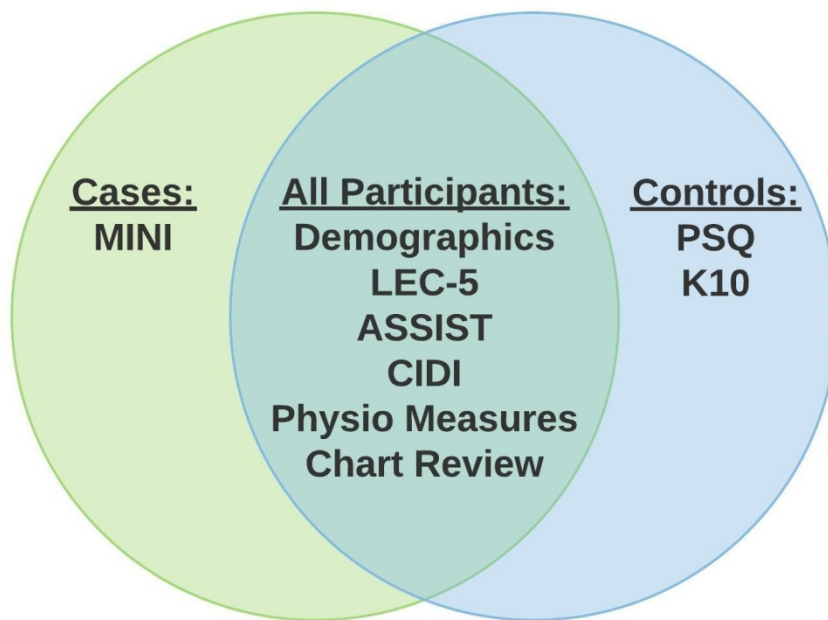 Cases:
MINI
All Participants:
Demographics
LEC-5
ASSIST
CIDI
Physio Measures
Chart Review
Controls:
PSQ
K10